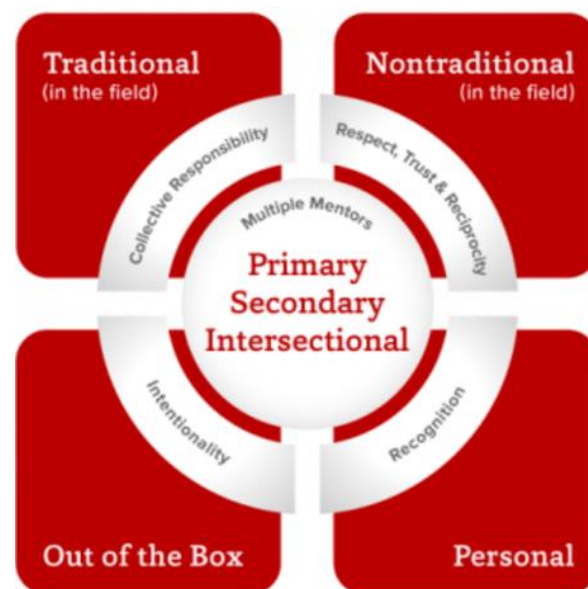 Traditional
(in the field)
Nontraditional
(in the field)
Collective Responsibility
Respect, Trust & Reciprocity
Multiple Mentors
Primary
Secondary
Intersectional
Intentionality
Recognition
Out of the Box
Personal